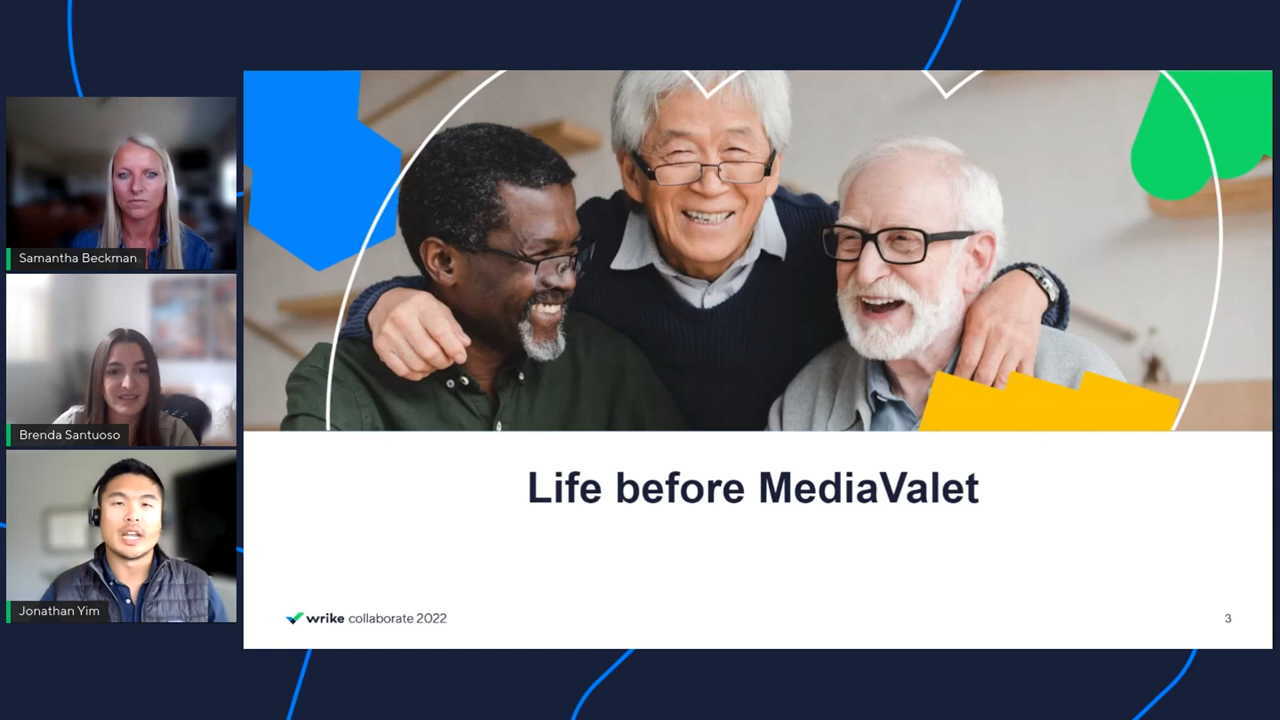 Samantha Beckman
Brenda Santuoso
Jonathan Yim
Life before MediaValet
wrike collaborate 2022
3